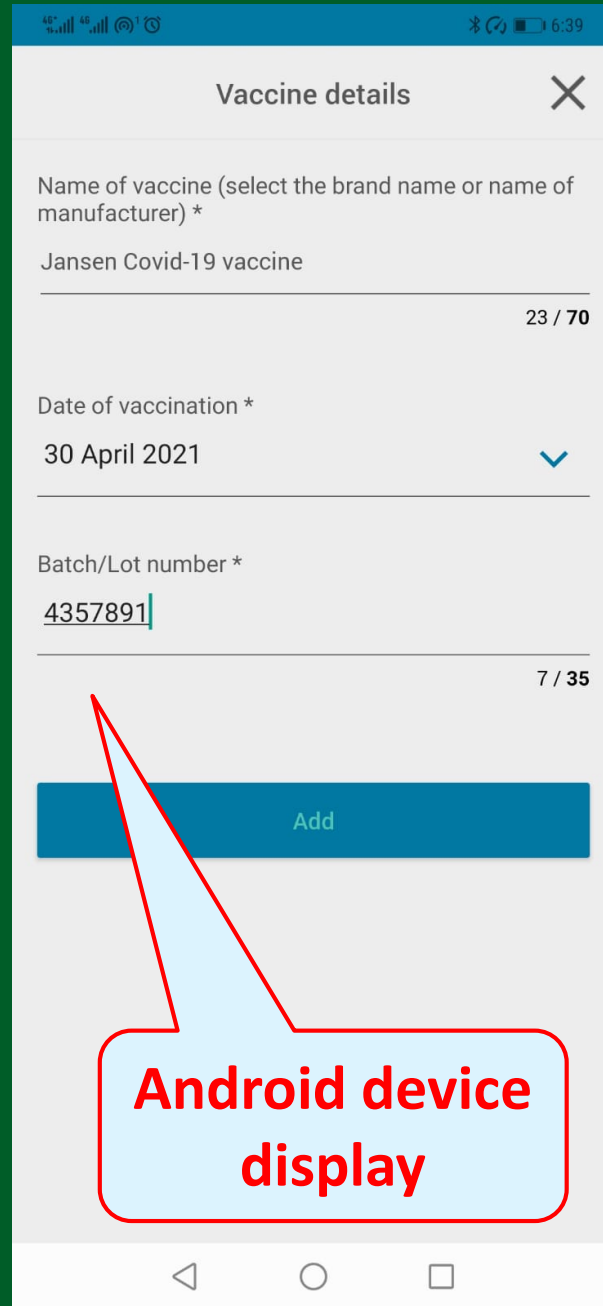 6:39
Vaccine details
Name of vaccine (select the brand name or name of
manufacturer) *
Jansen Covid-19 vaccine
23 / 70
Date of vaccination *
30 April 2021
Batch/Lot number *
4357891
7 / 35
Add
Android device
display